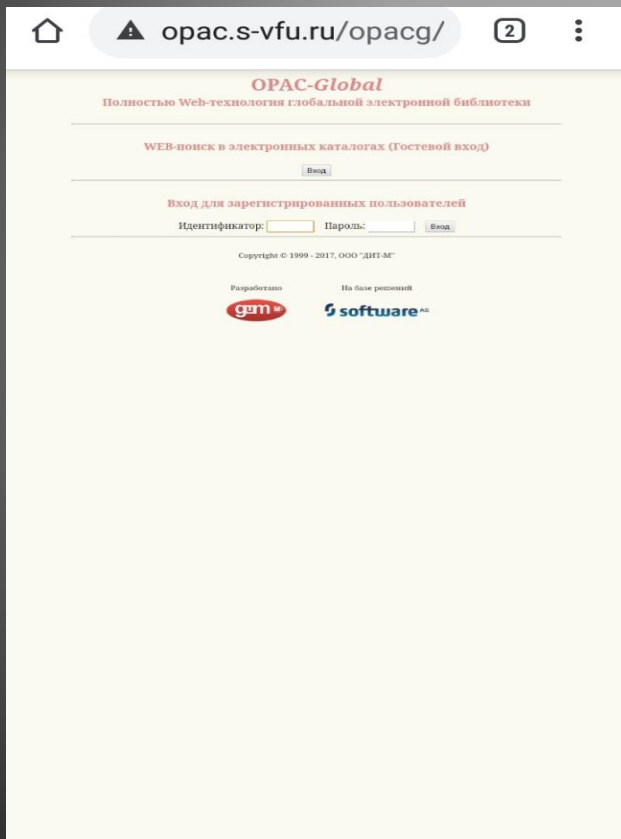 opac.s-vfu.ru/opacg/ 2
OPAC-Global
Полностью Web-технология глобальной электронной библиотеки
WEB-поиск в электронных каталогах (Гостевой вход)
Вход
Вход для зарегистрированных пользователей
Идентификатор: Пароль: Вход
Copyright © 1999 - 2017, ООО "ДИТ-М"
Разработано На базе решений
дит М software AG